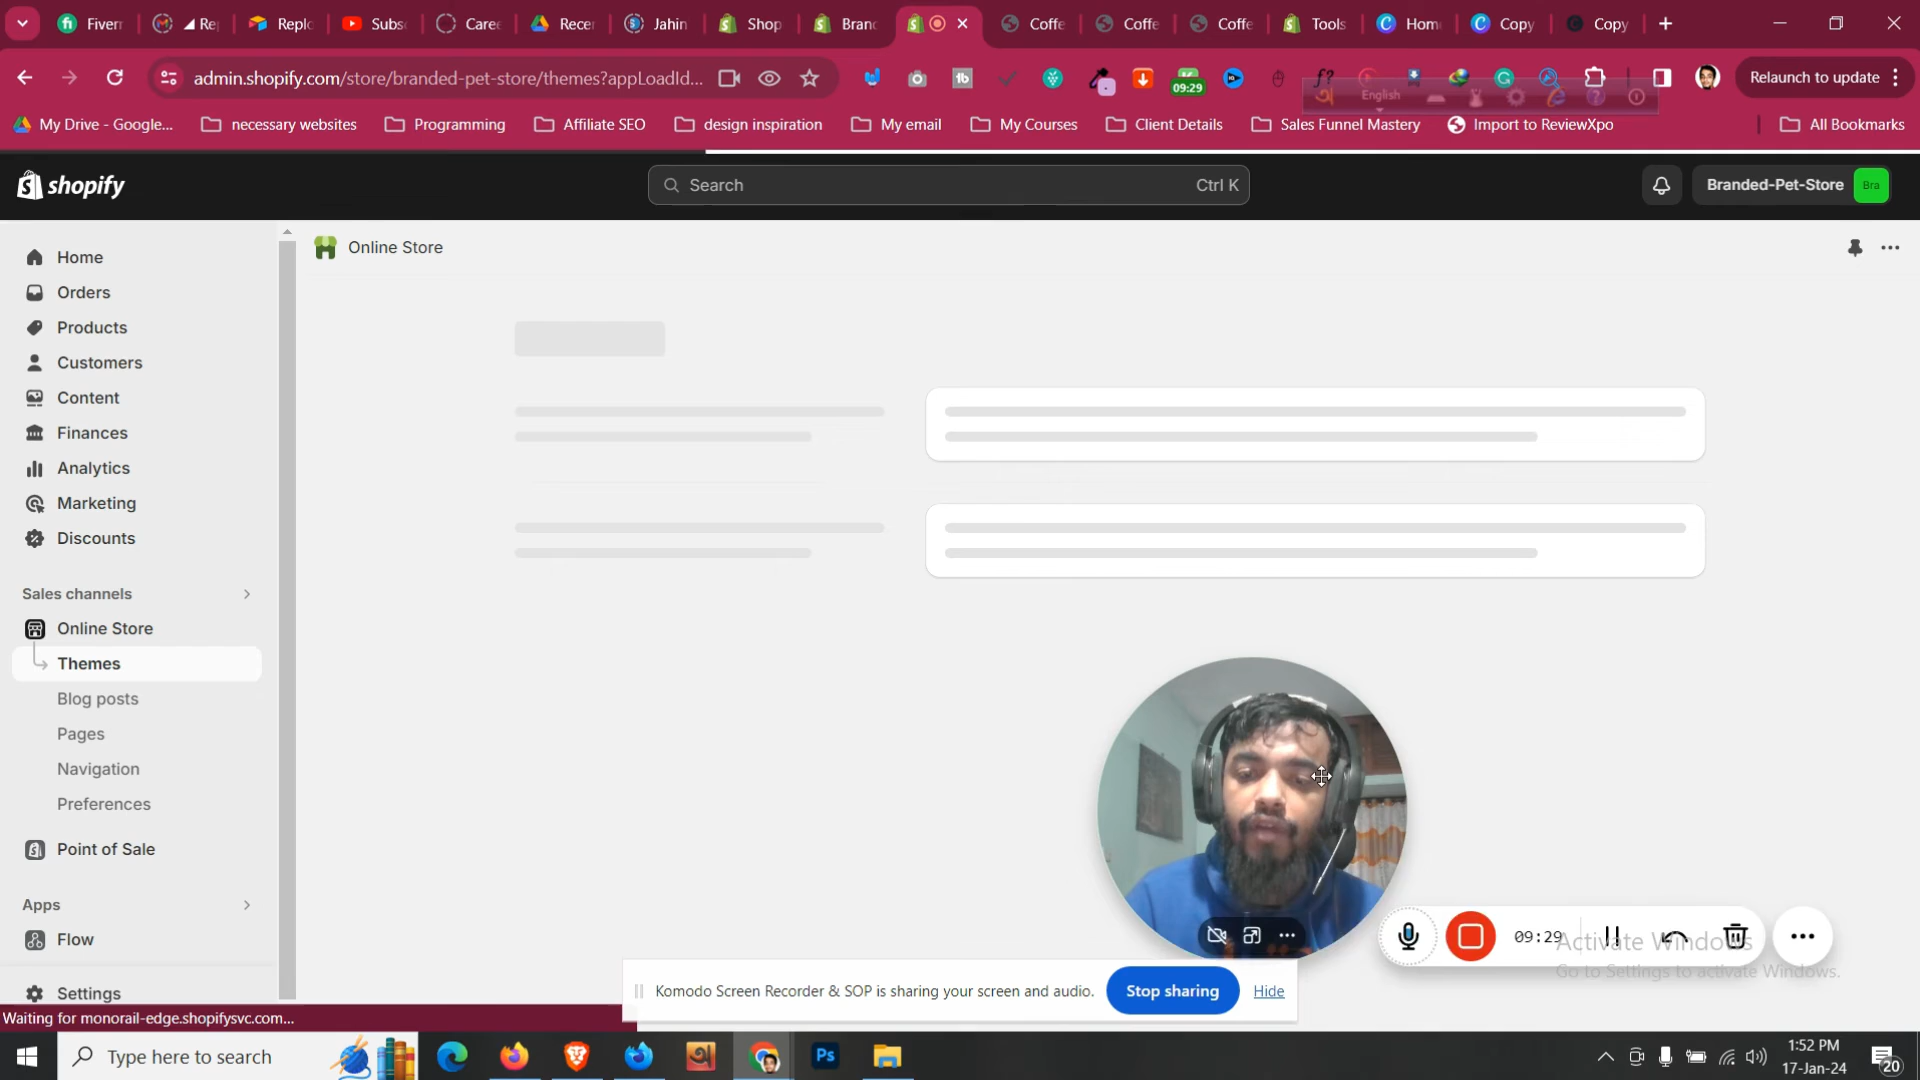 Fiverr
Re
Replo
Subs
Caree
Recer
Jahin
Shop
Branc
Coffe
Coffe
Coffe
Tools
Home
Copy
Copy
admin.shopify.com/store/branded-pet-store/themes?appLoadId...
09:29
Relaunch to update
English
My Drive - Google...
necessary websites
Programming
Affiliate SEO
design inspiration
My email
My Courses
Client Details
Sales Funnel Mastery
Import to ReviewXpo
All Bookmarks
shopify
Search
Ctrl K
Branded-Pet-Store
Bra
Home
Online Store
Orders
Products
Customers
Content
Finances
Analytics
Marketing
Discounts
Sales channels
Online Store
Themes
Blog posts
Pages
Navigation
Preferences
Point of Sale
Apps
Flow
Settings
09:29
Activate Windows
Go to Settings to activate Windows.
Komodo Screen Recorder & SOP is sharing your screen and audio.
Stop sharing
Hide
Waiting for monorail-edge.shopifysvc.com...
Type here to search
Ps
1:52 PM
17-Jan-24
20